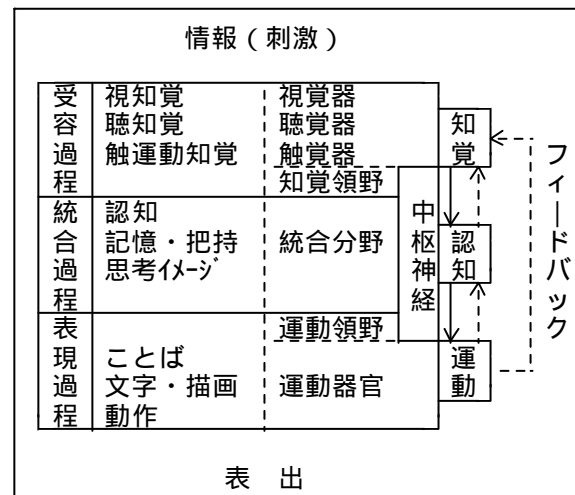 情報（刺激）
受容過程
視知覚
聴知覚
触運動知覚
視覚器
聴覚器
触覚器
知覚領野
統合過程
認知
記憶・把持
思考ｲﾒｰｼﾞ
統合分野
表現過程
ことば
文字・描画
動作
運動領野
運動器官
中枢神経
知覚
認知
運動
フィードバック
表 出